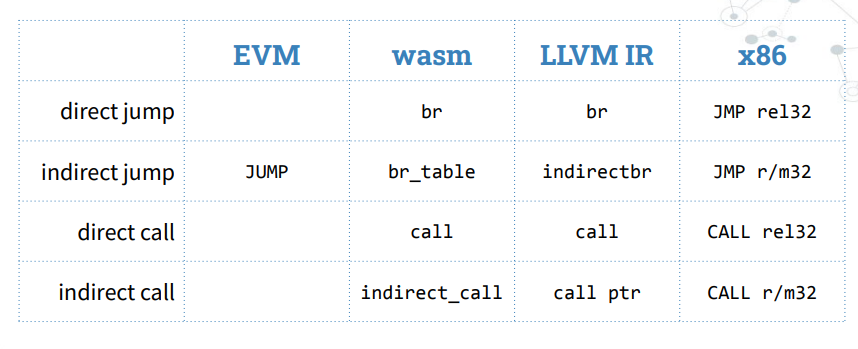 EVM wasm LLVM IR x86
direct jump br br JMP rel32
indirect jump JUMP br_table indirectbr JMP r/m32
direct call call call CALL rel32
indirect call indirect_call call ptr CALL r/m32